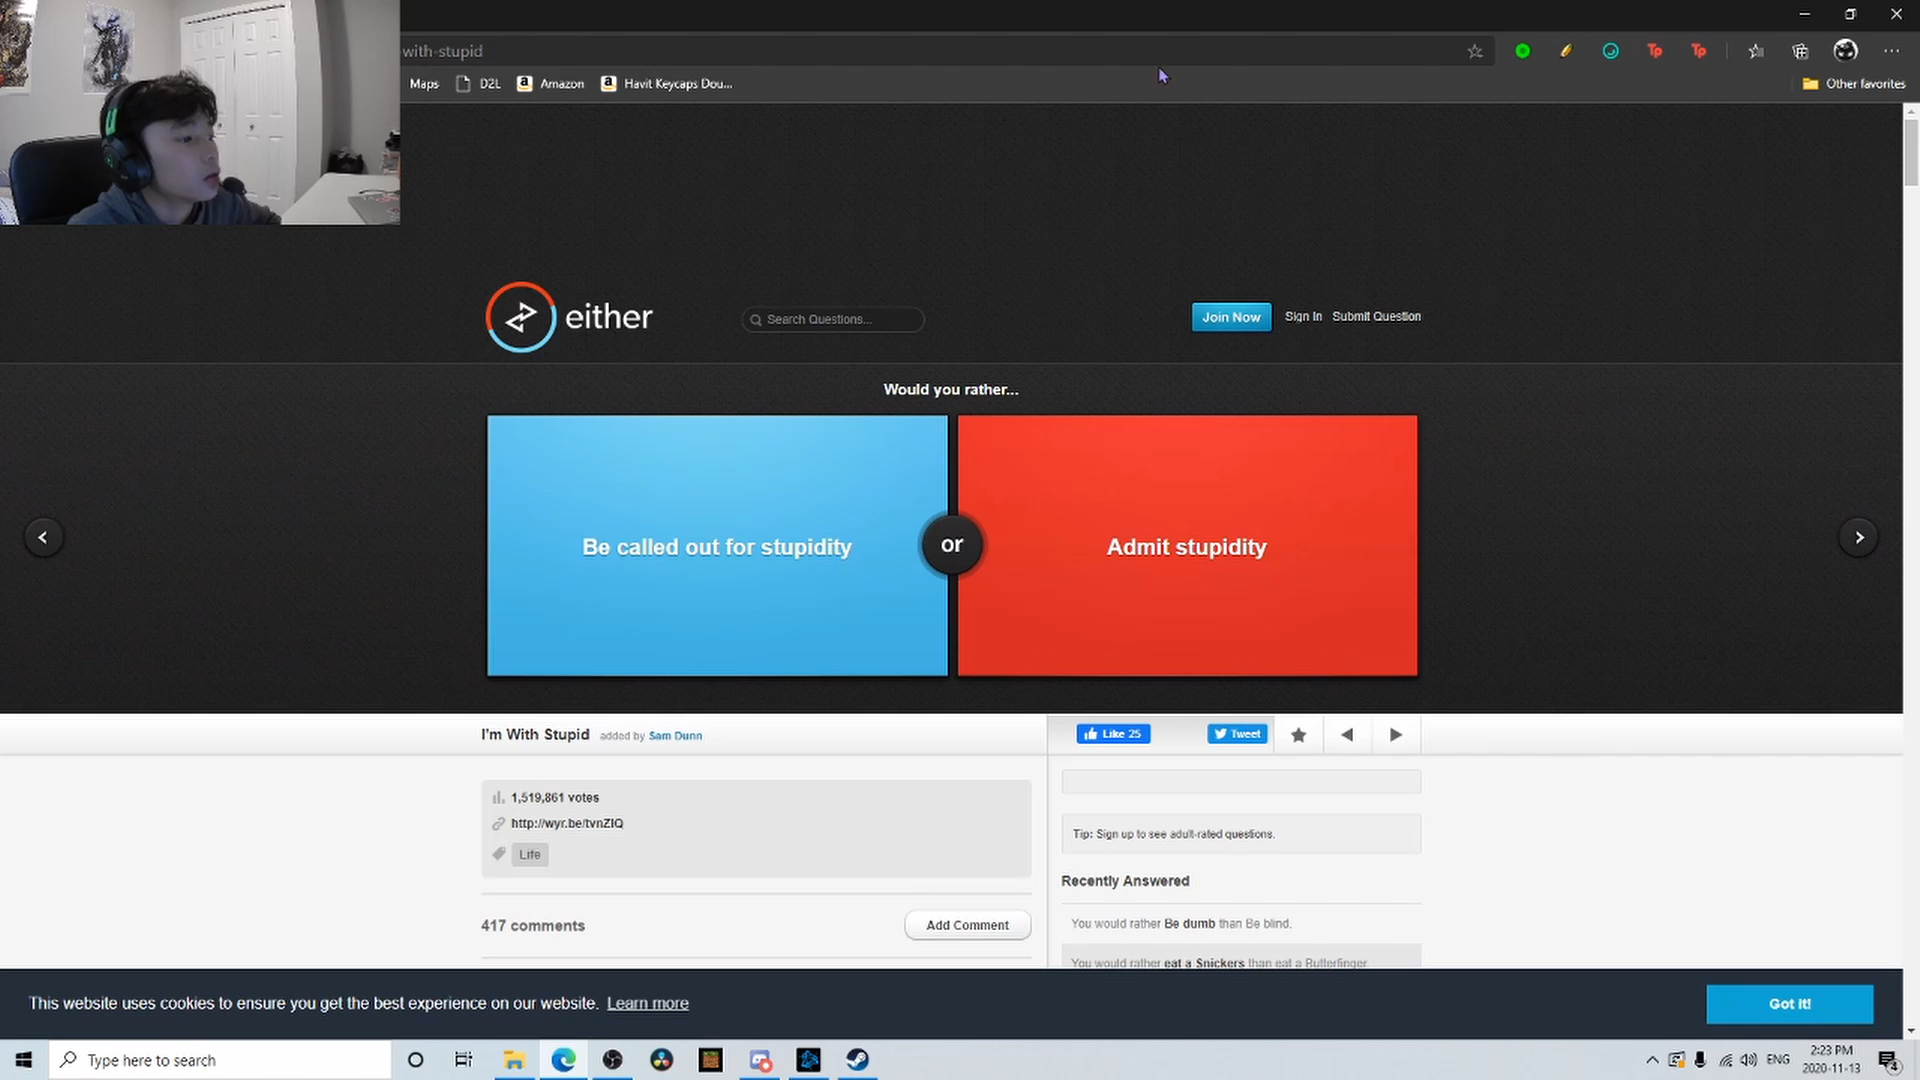 with-stupid
Maps D2L Amazon Havit Keycaps Dou... Other favorites
either
Search Questions...
Join Now Sign In Submit Question
Would you rather...
Be called out for stupidity
or
Admit stupidity
I'm With Stupid added by Sam Dunn
Like 25
Tweet
1,519,861 votes
http://wyr.be/tvnZIQ
Life
Tip: Sign up to see adult-rated questions.
Recently Answered
417 comments
Add Comment
You would rather Be dumb than Be blind.
You would rather eat a Snickers than eat a Butterfinger.
This website uses cookies to ensure you get the best experience on our website. Learn more
Got It!
Type here to search
ENG
2:23 PM
2020-11-13
4